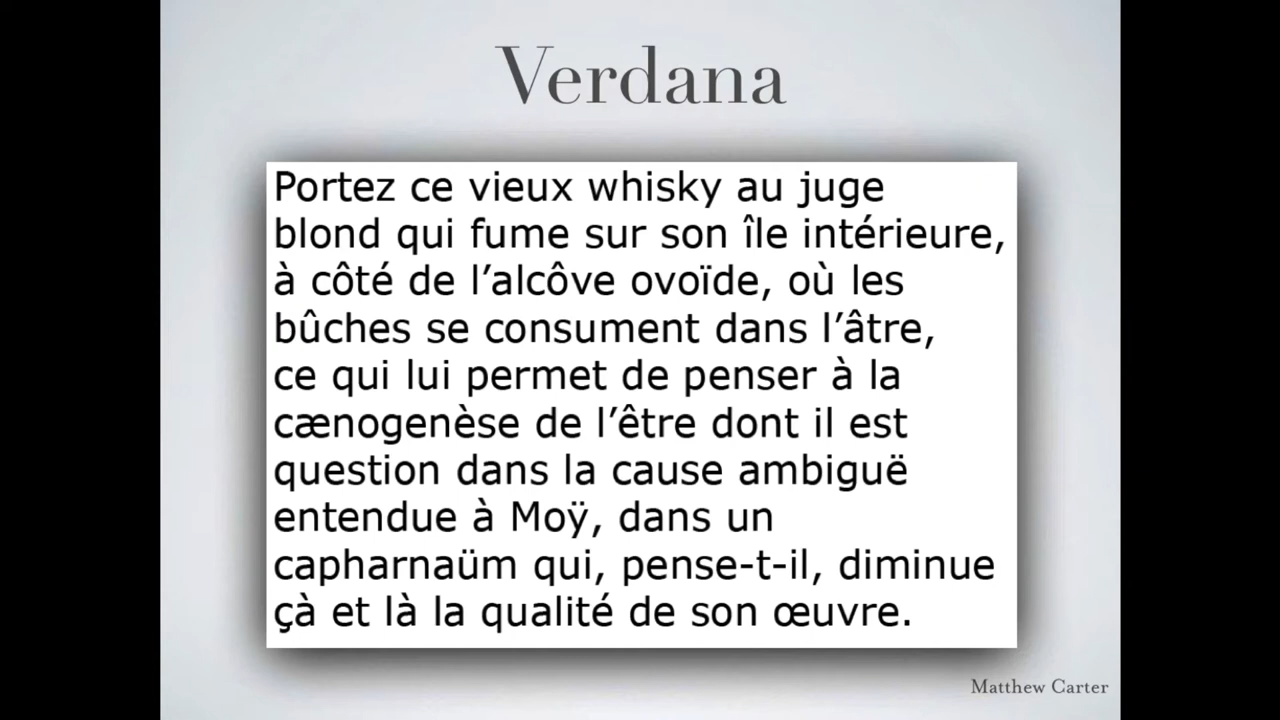 Verdana
Portez ce vieux whisky au juge
blond qui fume sur son île intérieure,
à côté de l’alcôve ovoïde, où les
bûches se consument dans l’âtre,
ce qui lui permet de penser à la
cænogenèse de l’être dont il est
question dans la cause ambiguë
entendue à Moÿ, dans un
capharnaüm qui, pense-t-il, diminue
çà et là la qualité de son œuvre.
Matthew Carter